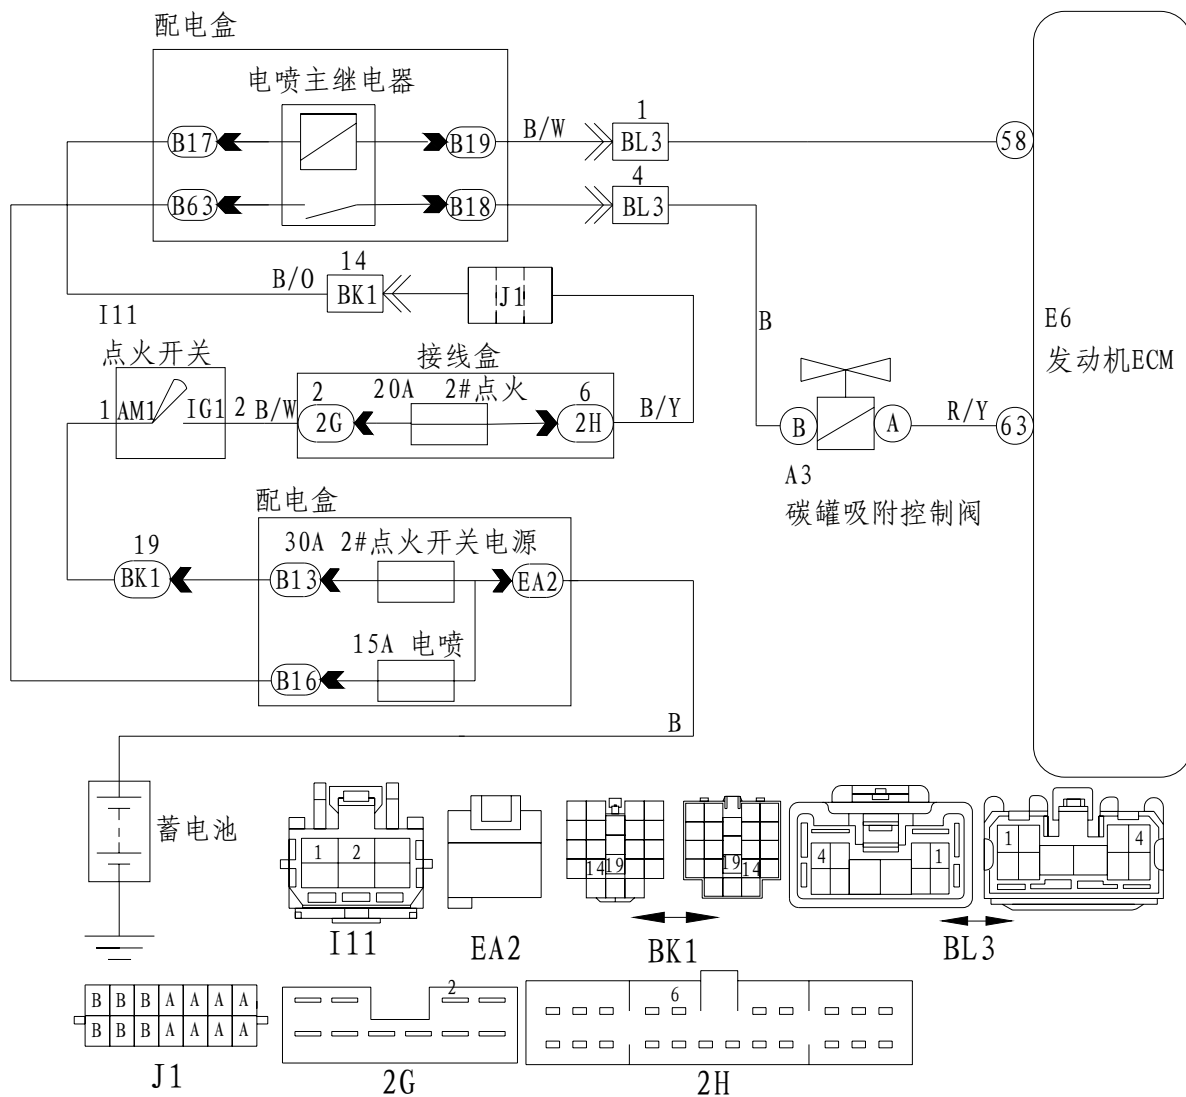 配电盒
电喷主继电器
B17
B19
B/W
1
BL3
58
B63
B18
4
BL3
B/O
14
BK1
J1
B
I11
点火开关
1
AM1
IG1
2
B/W
接线盒
2
2G
20A
2#点火
6
2H
B/Y
E6
发动机ECM
B
A
R/Y
63
A3
碳罐吸附控制阀
配电盒
19
BK1
30A
2#点火开关电源
B13
EA2
15A 电喷
B16
B
蓄电池
1 2
I11
EA2
14 19
19 14
BK1
4 1
1 4
BL3
B B B A A A A
B B B A A A A
J1
2
2G
6
2H